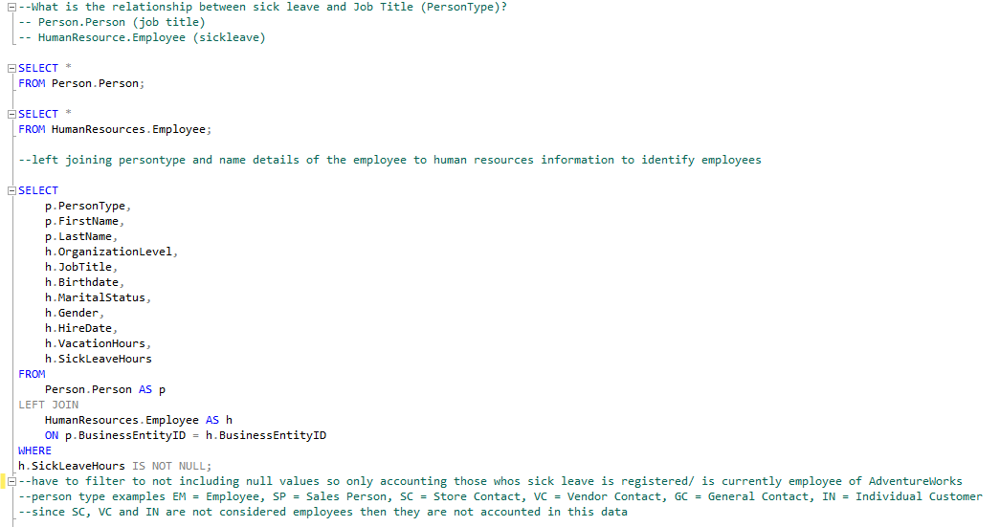 --What is the relationship between sick leave and Job Title (PersonType)?
-- Person.Person (job title)
-- HumanResource.Employee (sickleave)
SELECT *
FROM Person.Person;
SELECT *
FROM HumanResources.Employee;
--left joining persontype and name details of the employee to human resources information to identify employees
SELECT
p.PersonType,
p.FirstName,
p.LastName,
h.OrganizationLevel,
h.JobTitle,
h.Birthdate,
h.MaritalStatus,
h.Gender,
h.HireDate,
h.VacationHours,
h.SickLeaveHours
FROM
Person.Person AS p
LEFT JOIN
HumanResources.Employee AS h
ON p.BusinessEntityID = h.BusinessEntityID
WHERE
h.SickLeaveHours IS NOT NULL;
--have to filter to not including null values so only accounting those whos sick leave is registered/ is currently employee of AdventureWorks
--person type examples EM = Employee, SP = Sales Person, SC = Store Contact, VC = Vendor Contact, GC = General Contact, IN = Individual Customer
--since SC, VC and IN are not considered employees then they are not accounted in this data